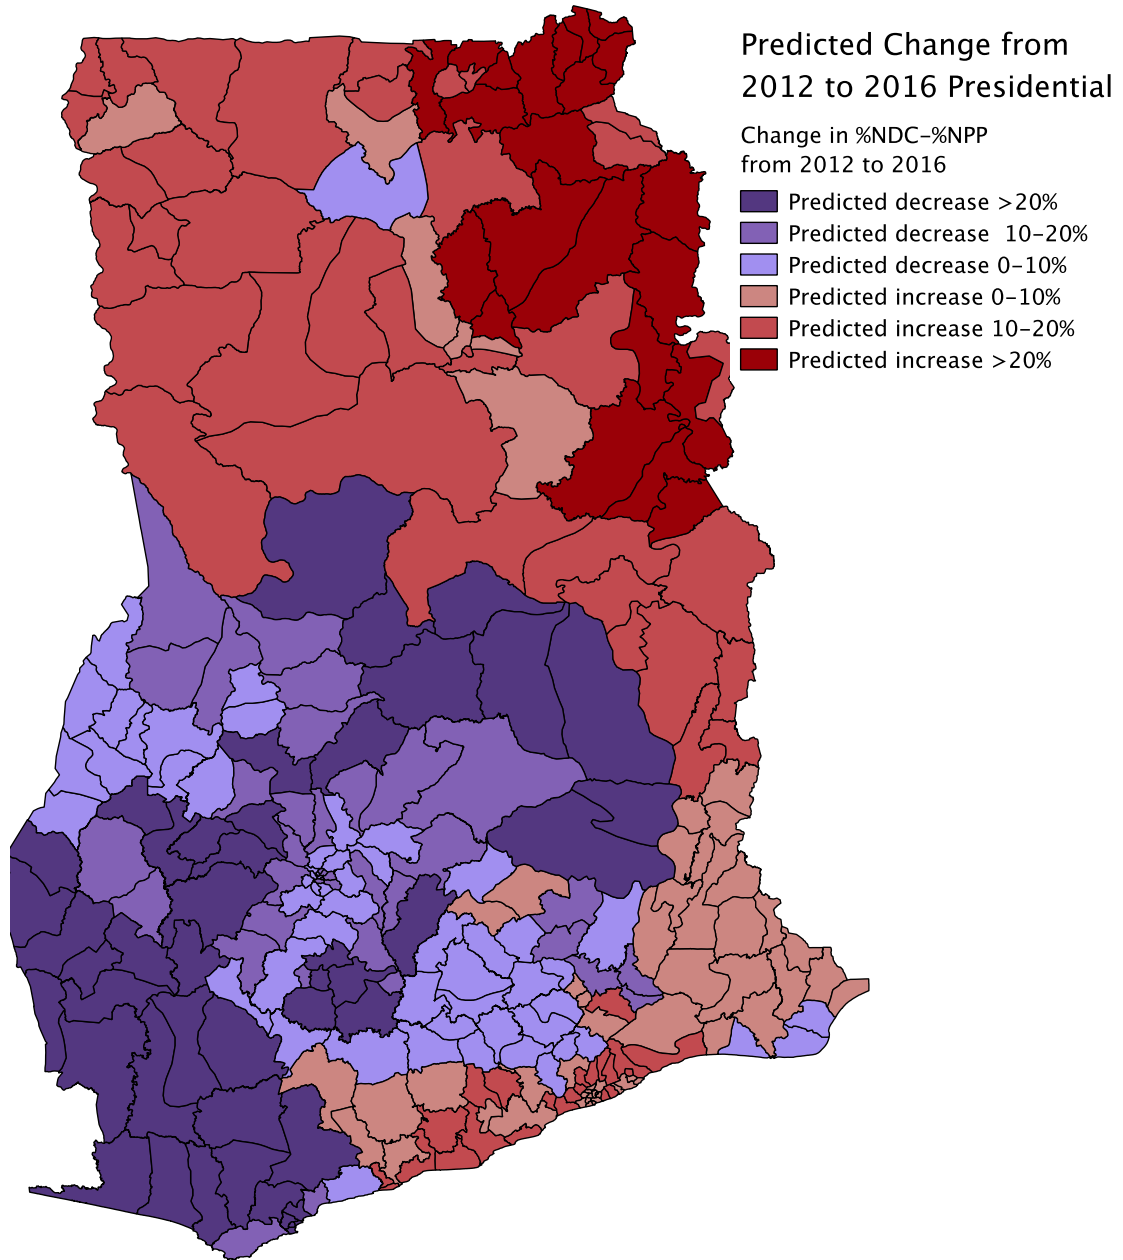 Predicted Change from
2012 to 2016 Presidential
Change in %NDC-%NPP
from 2012 to 2016
Predicted decrease >20%
Predicted decrease  10-20%
Predicted decrease 0-10%
Predicted increase 0-10%
Predicted increase 10-20%
Predicted increase >20%